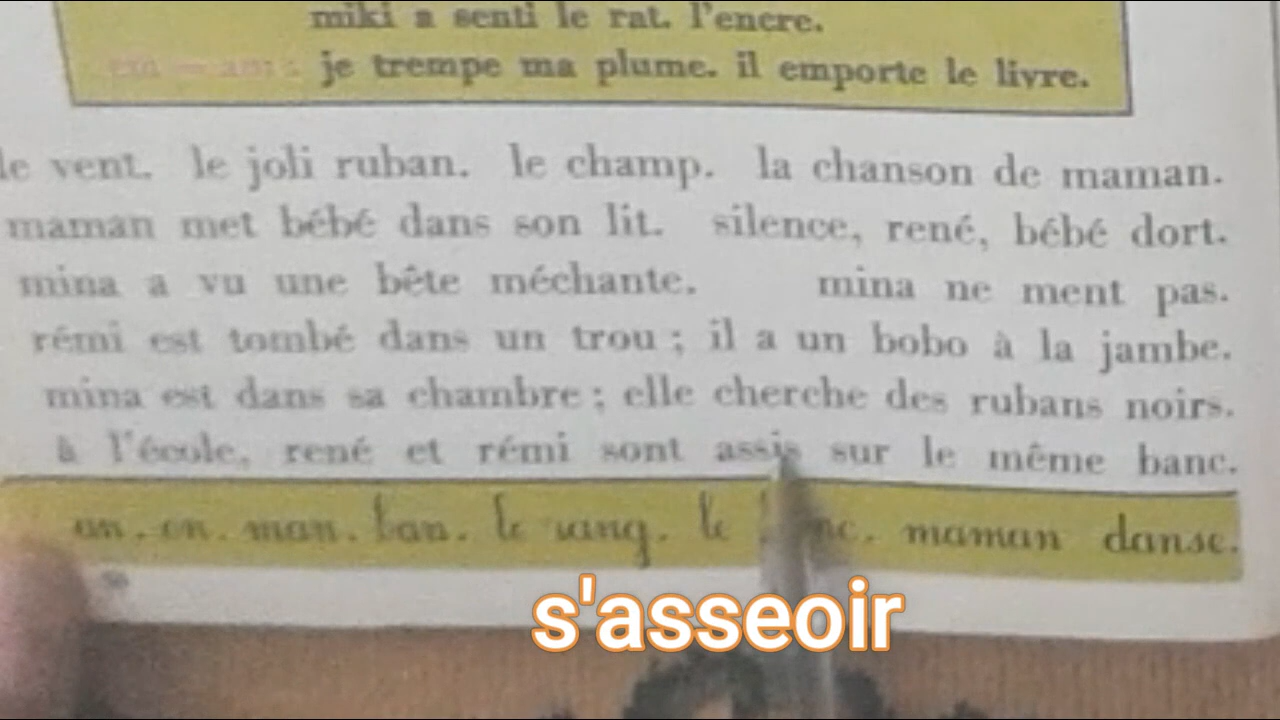 miki a senti le rat. l'encre.
em = am : je trempe ma plume. il emporte le livre.
le vent. le joli ruban. le champ. la chanson de maman.
maman met bébé dans son lit. silence, rené, bébé dort.
mina a vu une bête méchante. mina ne ment pas.
rémi est tombé dans un trou ; il a un bobo à la jambe.
mina est dans sa chambre ; elle cherche des rubans noirs.
à l'école, rené et rémi sont assis sur le même banc.
an. en. man. ban. le sang. le maman danse.
s'asseoir